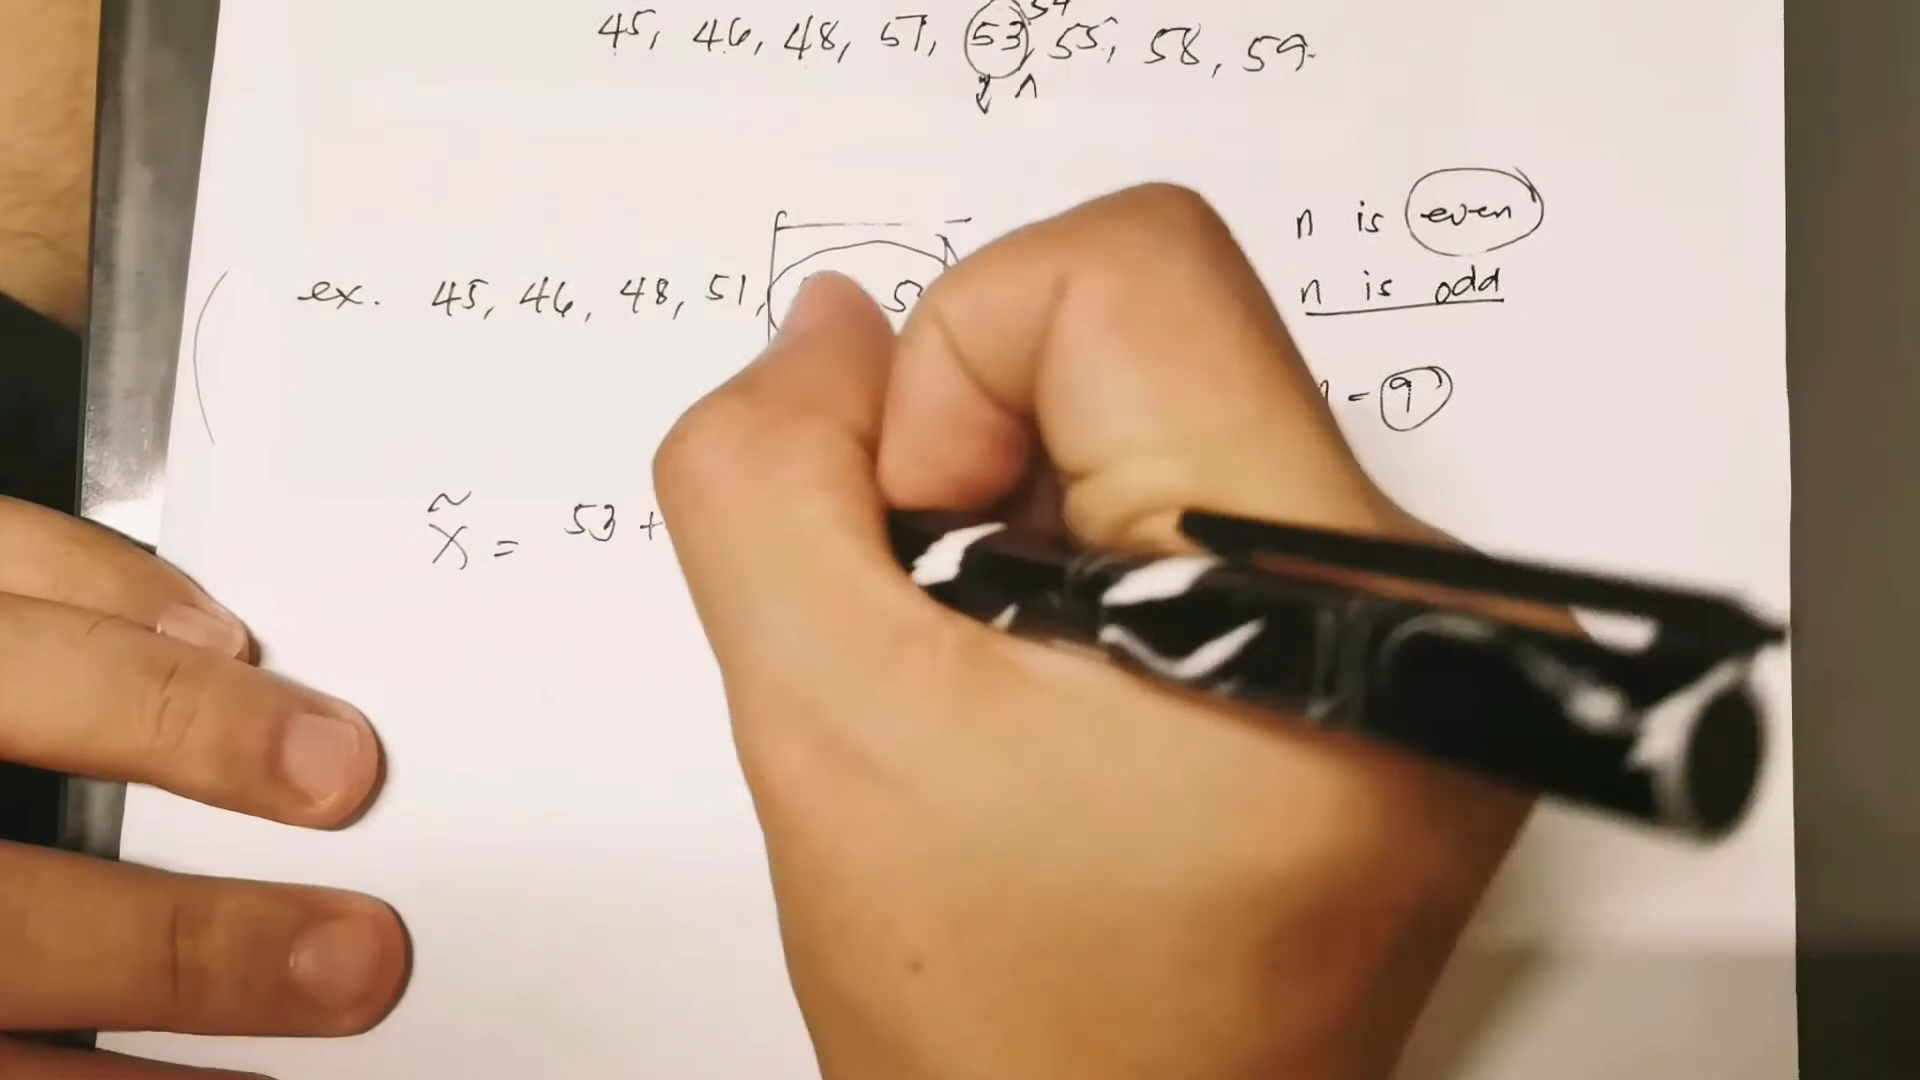 45, 46, 48, 51, 53, 55, 58, 59.
n is even
ex. 45, 46, 48, 51,
n is odd
= 9
x̃ = 53 +